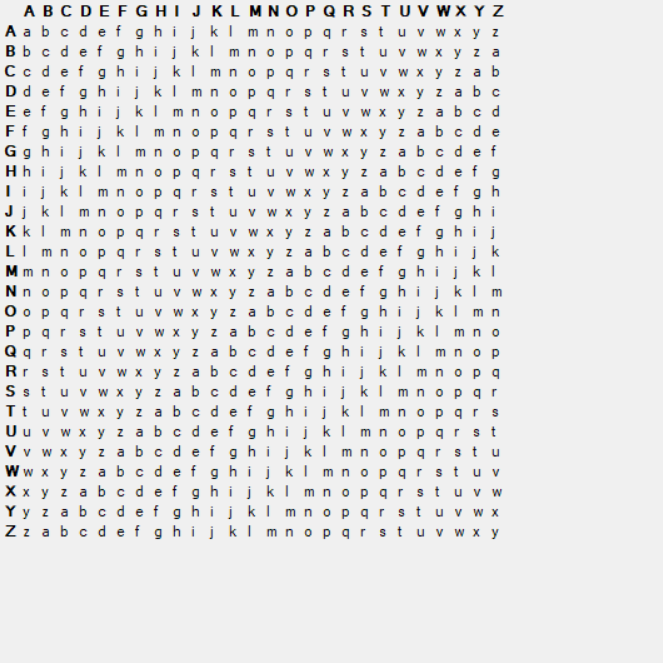 A B C D E F G H I J K L M N O P Q R S T U V W X Y Z
A a b c d e f g h i j k l m n o p q r s t u v w x y z
B b c d e f g h i j k l m n o p q r s t u v w x y z a
C c d e f g h i j k l m n o p q r s t u v w x y z a b
D d e f g h i j k l m n o p q r s t u v w x y z a b c
E e f g h i j k l m n o p q r s t u v w x y z a b c d
F f g h i j k l m n o p q r s t u v w x y z a b c d e
G g h i j k l m n o p q r s t u v w x y z a b c d e f
H h i j k l m n o p q r s t u v w x y z a b c d e f g
I i j k l m n o p q r s t u v w x y z a b c d e f g h
J j k l m n o p q r s t u v w x y z a b c d e f g h i
K k l m n o p q r s t u v w x y z a b c d e f g h i j
L l m n o p q r s t u v w x y z a b c d e f g h i j k
M m n o p q r s t u v w x y z a b c d e f g h i j k l
N n o p q r s t u v w x y z a b c d e f g h i j k l m
O o p q r s t u v w x y z a b c d e f g h i j k l m n
P p q r s t u v w x y z a b c d e f g h i j k l m n o
Q q r s t u v w x y z a b c d e f g h i j k l m n o p
R r s t u v w x y z a b c d e f g h i j k l m n o p q
S s t u v w x y z a b c d e f g h i j k l m n o p q r
T t u v w x y z a b c d e f g h i j k l m n o p q r s
U u v w x y z a b c d e f g h i j k l m n o p q r s t
V v w x y z a b c d e f g h i j k l m n o p q r s t u
W w x y z a b c d e f g h i j k l m n o p q r s t u v
X x y z a b c d e f g h i j k l m n o p q r s t u v w
Y y z a b c d e f g h i j k l m n o p q r s t u v w x
Z z a b c d e f g h i j k l m n o p q r s t u v w x y